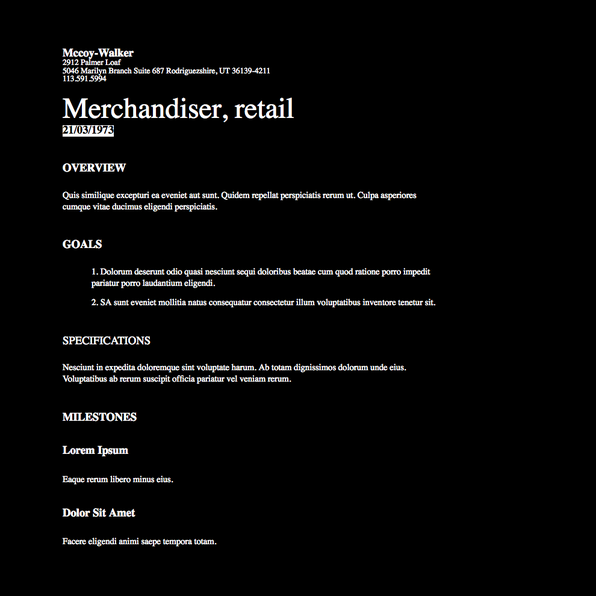 Mccoy-Walker
2912 Palmer Loaf
5046 Marilyn Branch Suite 687 Rodriguezshire, UT 36139-4211
113.591.5994
Merchandiser, retail
21/03/1973
OVERVIEW
Quis similique excepturi ea eveniet aut sunt. Quidem repellat perspiciatis rerum ut. Culpa asperiores
cumque vitae ducimus eligendi perspiciatis.
GOALS
1. Dolorum deserunt odio quasi nesciunt sequi doloribus beatae cum quod ratione porro impedit
pariatur porro laudantium eligendi.
2. SA sunt eveniet mollitia natus consequatur consectetur illum voluptatibus inventore tenetur sit.
SPECIFICATIONS
Nesciunt in expedita doloremque sint voluptate harum. Ab totam dignissimos dolorum unde eius.
Voluptatibus ab rerum suscipit officia pariatur vel veniam rerum.
MILESTONES
Lorem Ipsum
Eaque rerum libero minus eius.
Dolor Sit Amet
Facere eligendi animi saepe tempora totam.